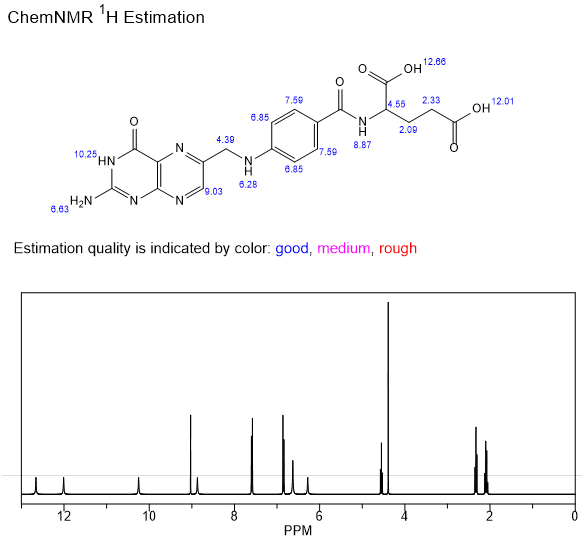 ChemNMR ¹H Estimation
O
OH 12.66
O
4.55 2.33
OH 12.01
7.59
6.85
N
H
8.87
2.09
O
O
4.39
7.59
10.25 HN
N
N
H
6.28
6.85
6.63 H₂N
N
N
9.03
Estimation quality is indicated by color: good, medium, rough
12 10 8 6 4 2 0
PPM